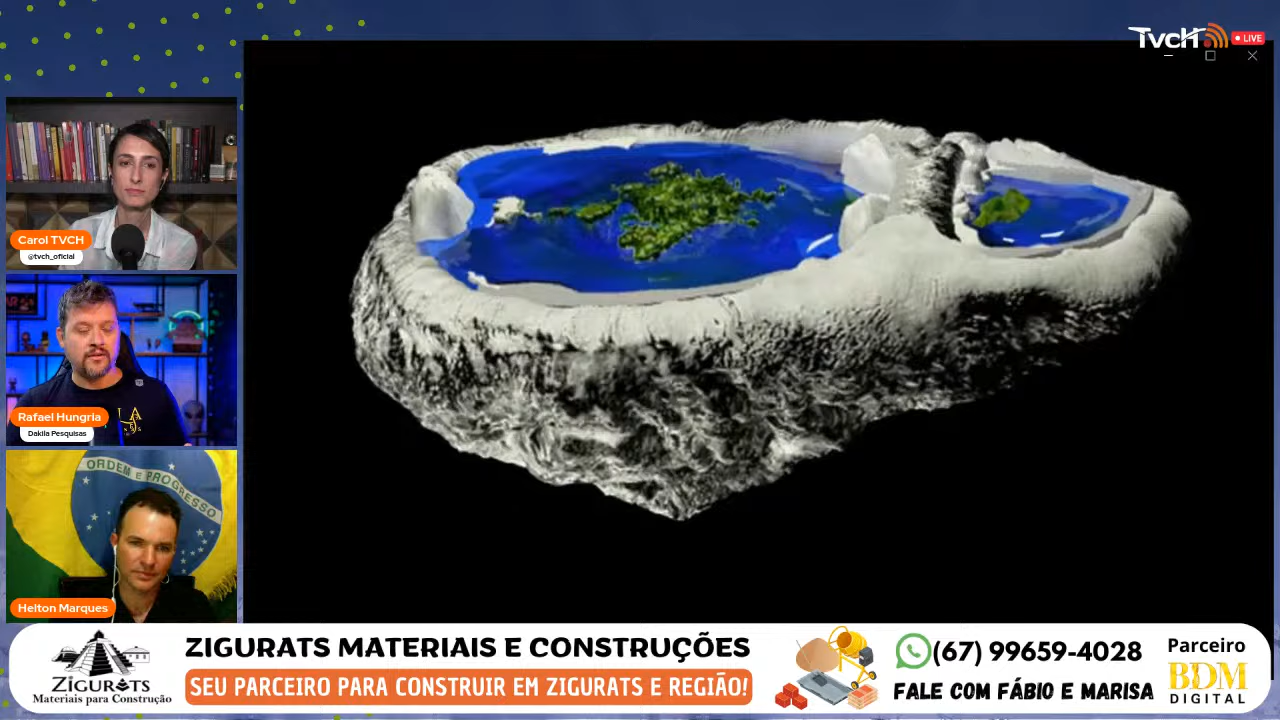 TvcH
LIVE
Carol TVCH
@tvch_oficial
Rafael Hungria
Dakila Pesquisas
ORDEM E PROGRESSO
Helton Marques
ZIGURATS
Materiais para Construção
ZIGURATS MATERIAIS E CONSTRUÇÕES
SEU PARCEIRO PARA CONSTRUIR EM ZIGURATS E REGIÃO!
(67) 99659-4028
FALE COM FÁBIO E MARISA
Parceiro
BDM
DIGITAL